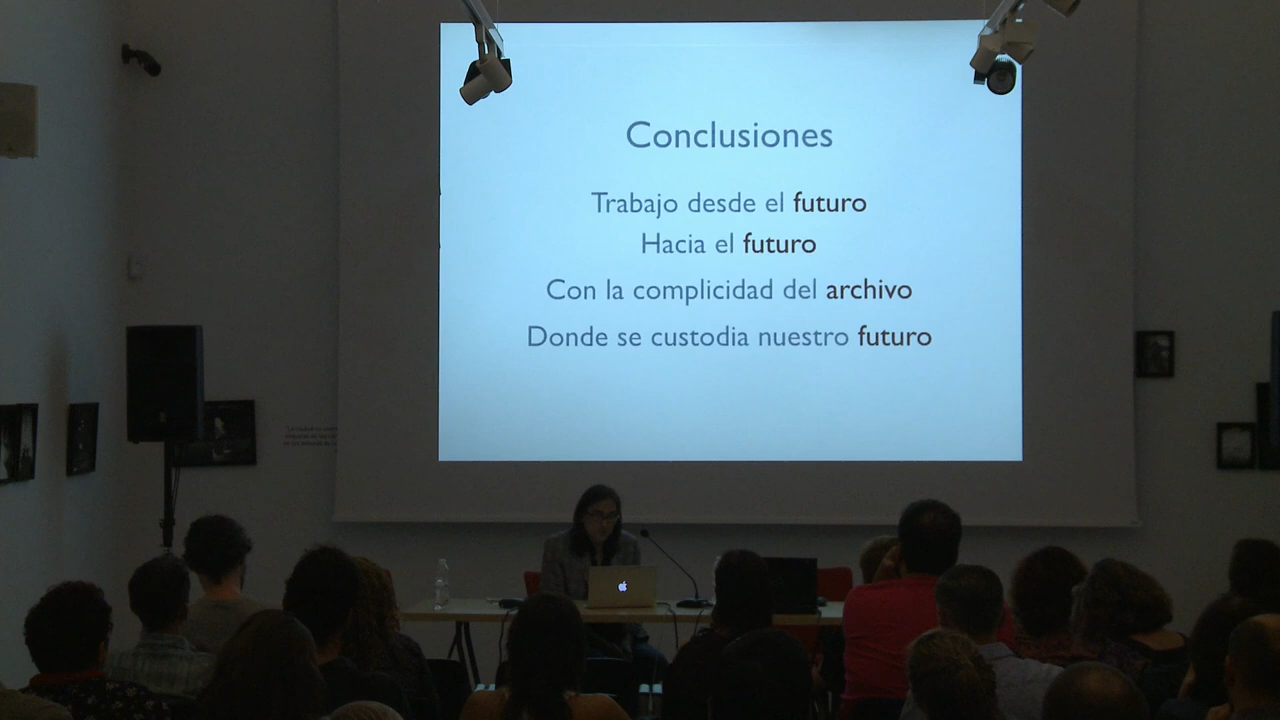 Conclusiones
Trabajo desde el futuro
Hacia el futuro
Con la complicidad del archivo
Donde se custodia nuestro futuro